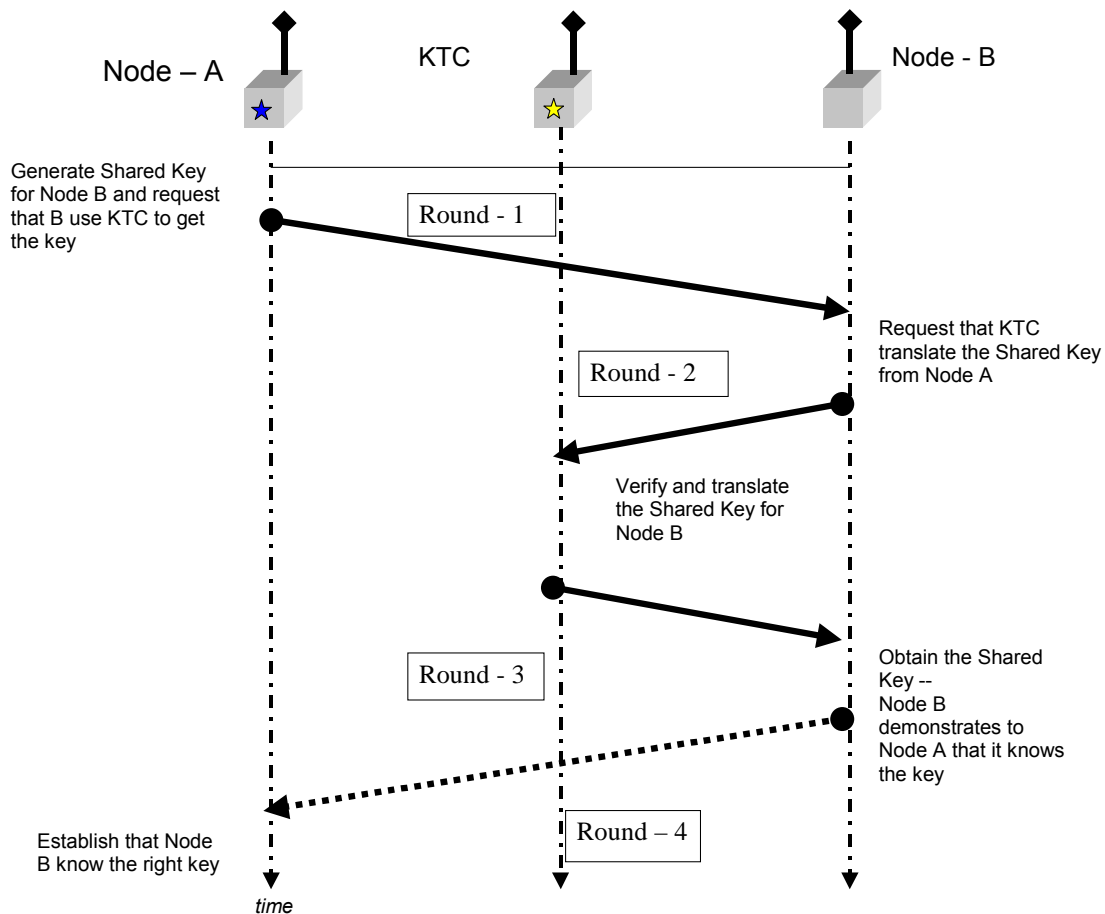 Node – A
KTC
Node - B
Generate Shared Key
for Node B and request
that B use KTC to get
the key
Round - 1
Request that KTC
translate the Shared Key
from Node A
Round - 2
Verify and translate
the Shared Key for
Node B
Round - 3
Obtain the Shared
Key --
Node B
demonstrates to
Node A that it knows
the key
Round – 4
Establish that Node
B know the right key
time